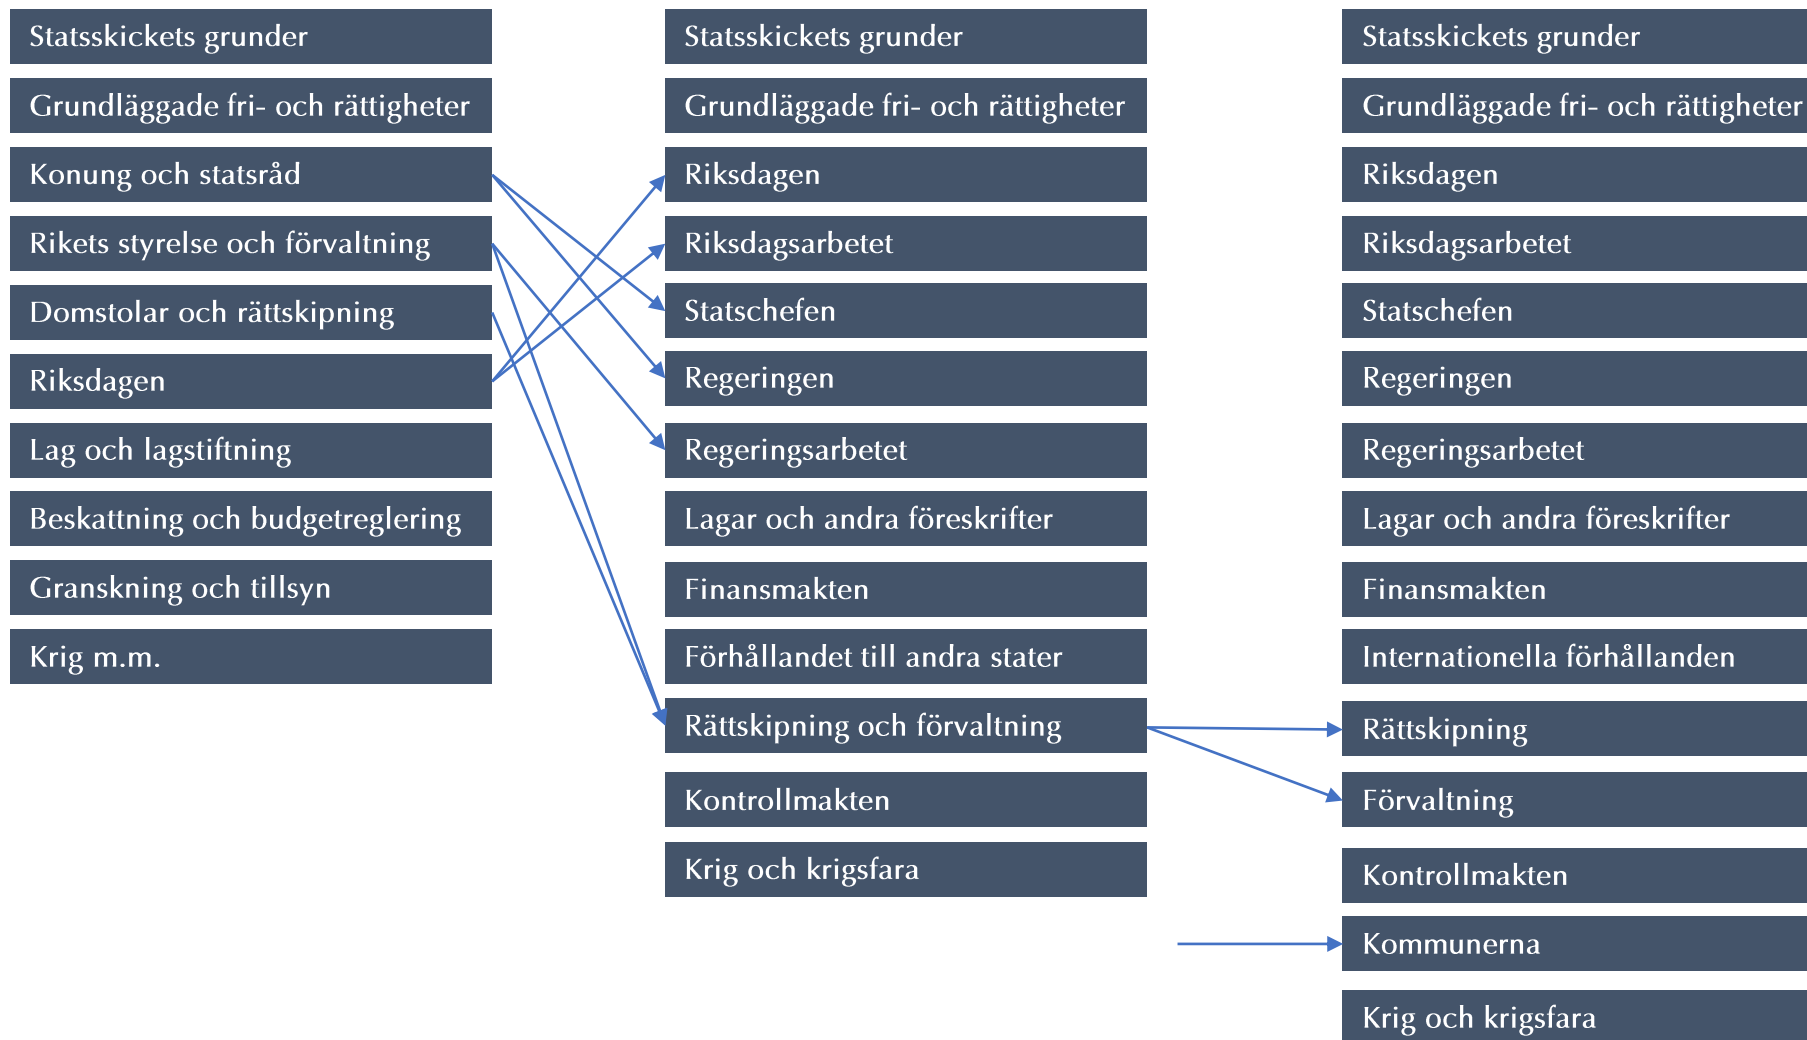 Statsskickets grunder
Grundläggade fri- och rättigheter
Konung och statsråd
Rikets styrelse och förvaltning
Domstolar och rättskipning
Riksdagen
Lag och lagstiftning
Beskattning och budgetreglering
Granskning och tillsyn
Krig m.m.
Statsskickets grunder
Grundläggade fri- och rättigheter
Riksdagen
Riksdagsarbetet
Statschefen
Regeringen
Regeringsarbetet
Lagar och andra föreskrifter
Finansmakten
Förhållandet till andra stater
Rättskipning och förvaltning
Kontrollmakten
Krig och krigsfara
Statsskickets grunder
Grundläggade fri- och rättigheter
Riksdagen
Riksdagsarbetet
Statschefen
Regeringen
Regeringsarbetet
Lagar och andra föreskrifter
Finansmakten
Internationella förhållanden
Rättskipning
Förvaltning
Kontrollmakten
Kommunerna
Krig och krigsfara